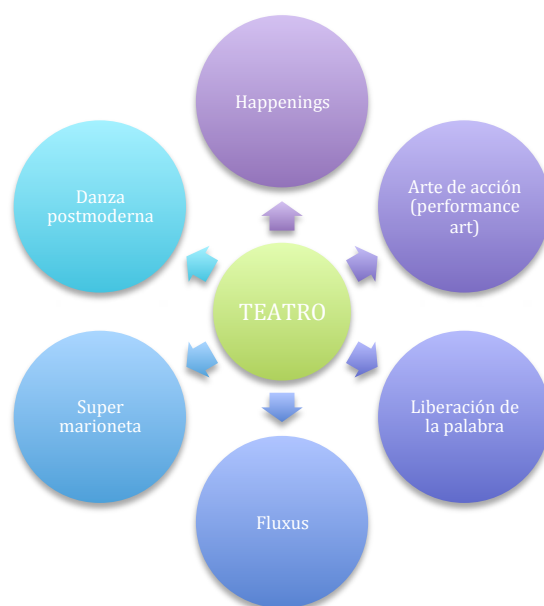 Happenings
Danza
postmoderna
Arte de acción
(performance
art)
TEATRO
Super
marioneta
Liberación de
la palabra
Fluxus